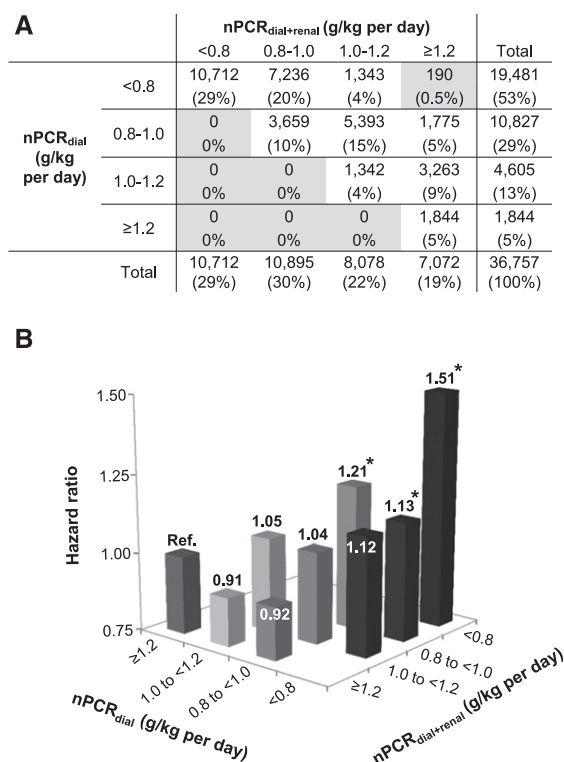 A
nPCRdial+renal (g/kg per day)
<0.8 0.8-1.0 1.0-1.2 ≥1.2 Total
nPCRdial (g/kg per day)
<0.8 10,712 7,236 1,343 190 19,481
(29%) (20%) (4%) (0.5%) (53%)
0.8-1.0 0 3,659 5,393 1,775 10,827
0% (10%) (15%) (5%) (29%)
1.0-1.2 0 0 1,342 3,263 4,605
0% 0% (4%) (9%) (13%)
≥1.2 0 0 0 1,844 1,844
0% 0% 0% (5%) (5%)
Total 10,712 10,895 8,078 7,072 36,757
(29%) (30%) (22%) (19%) (100%)
B
Hazard ratio
1.50
1.25
1.00
0.75
Ref.
0.91
1.05
0.92
1.04
1.21*
1.12
1.13*
1.51*
≥1.2
1.0 to <1.2
0.8 to <1.0
<0.8
nPCRdial (g/kg per day)
≥1.2
1.0 to <1.2
0.8 to <1.0
<0.8
nPCRdial+renal (g/kg per day)